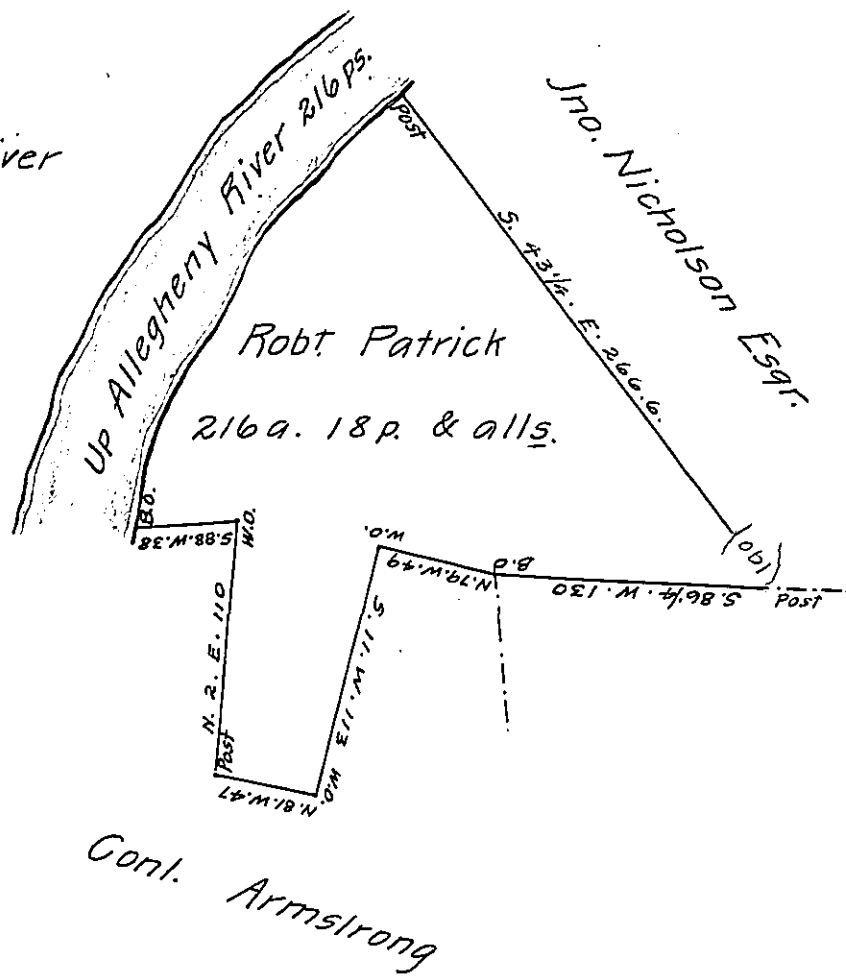 iver
Up Allegheny River 216 ps.
Post
Jno. Nicholson Esqr.
S. 43 1/4. E. 266.6.
Robt. Patrick
216 a. 18 p. & alls.
B.O.
S.88.W.38
W.O.
N. 2. E. 110
Post
N.81.W.47
W.O.
S. 11. W. 113
W.O.
N.79.W.49
B.O
S.86 1/4. W. 130
Post
Conl. Armstrong